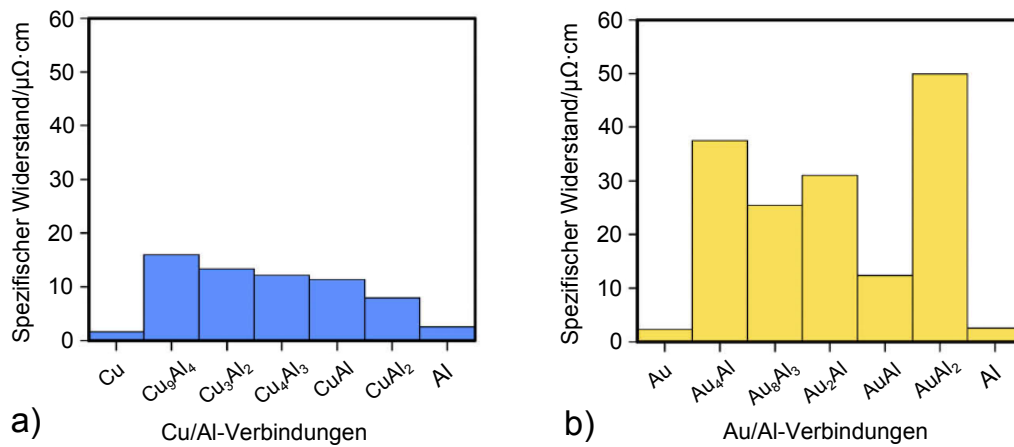 Spezifischer Widerstand/µΩ·cm
60
50
40
30
20
10
0
Cu
Cu₉Al₄
Cu₃Al₂
Cu₄Al₃
CuAl
CuAl₂
Al
a)
Cu/Al-Verbindungen
Spezifischer Widerstand/µΩ·cm
60
50
40
30
20
10
0
Au
Au₄Al
Au₈Al₃
Au₂Al
AuAl
AuAl₂
Al
b)
Au/Al-Verbindungen